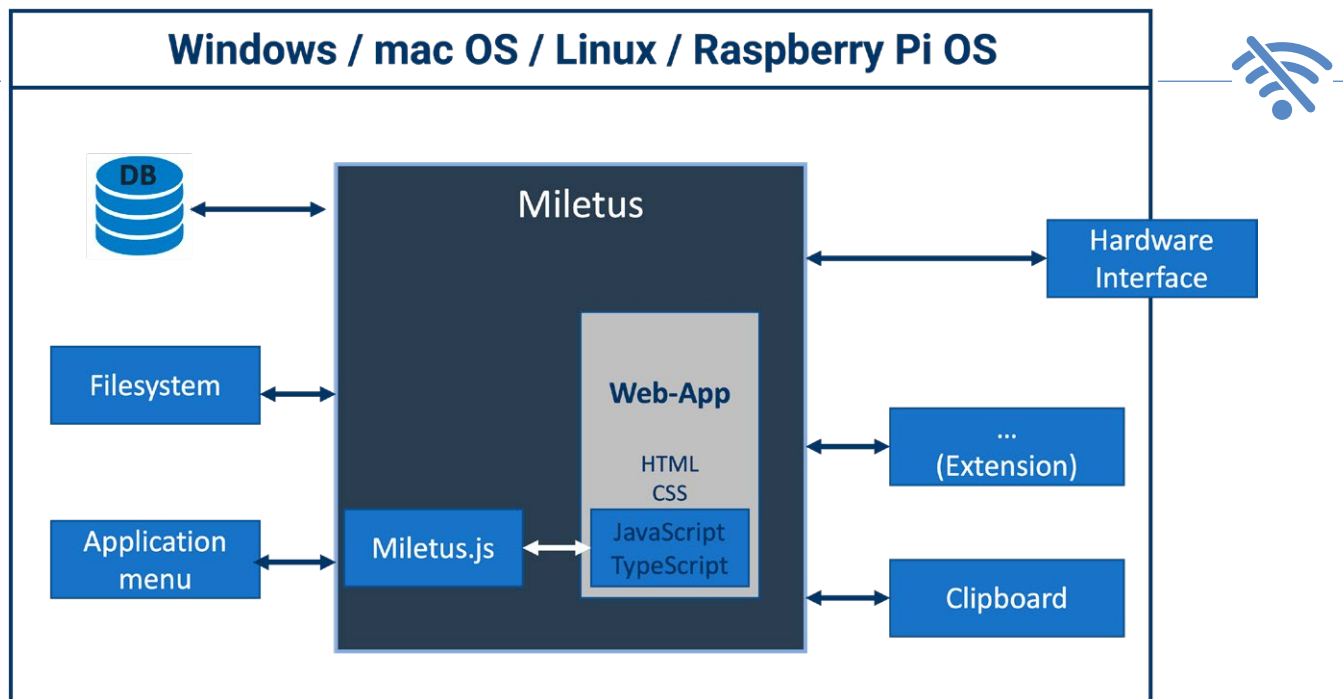 Windows / mac OS / Linux / Raspberry Pi OS
DB
Miletus
Hardware
Interface
Filesystem
Web-App
HTML
CSS
...
(Extension)
Application
menu
Miletus.js
JavaScript
TypeScript
Clipboard